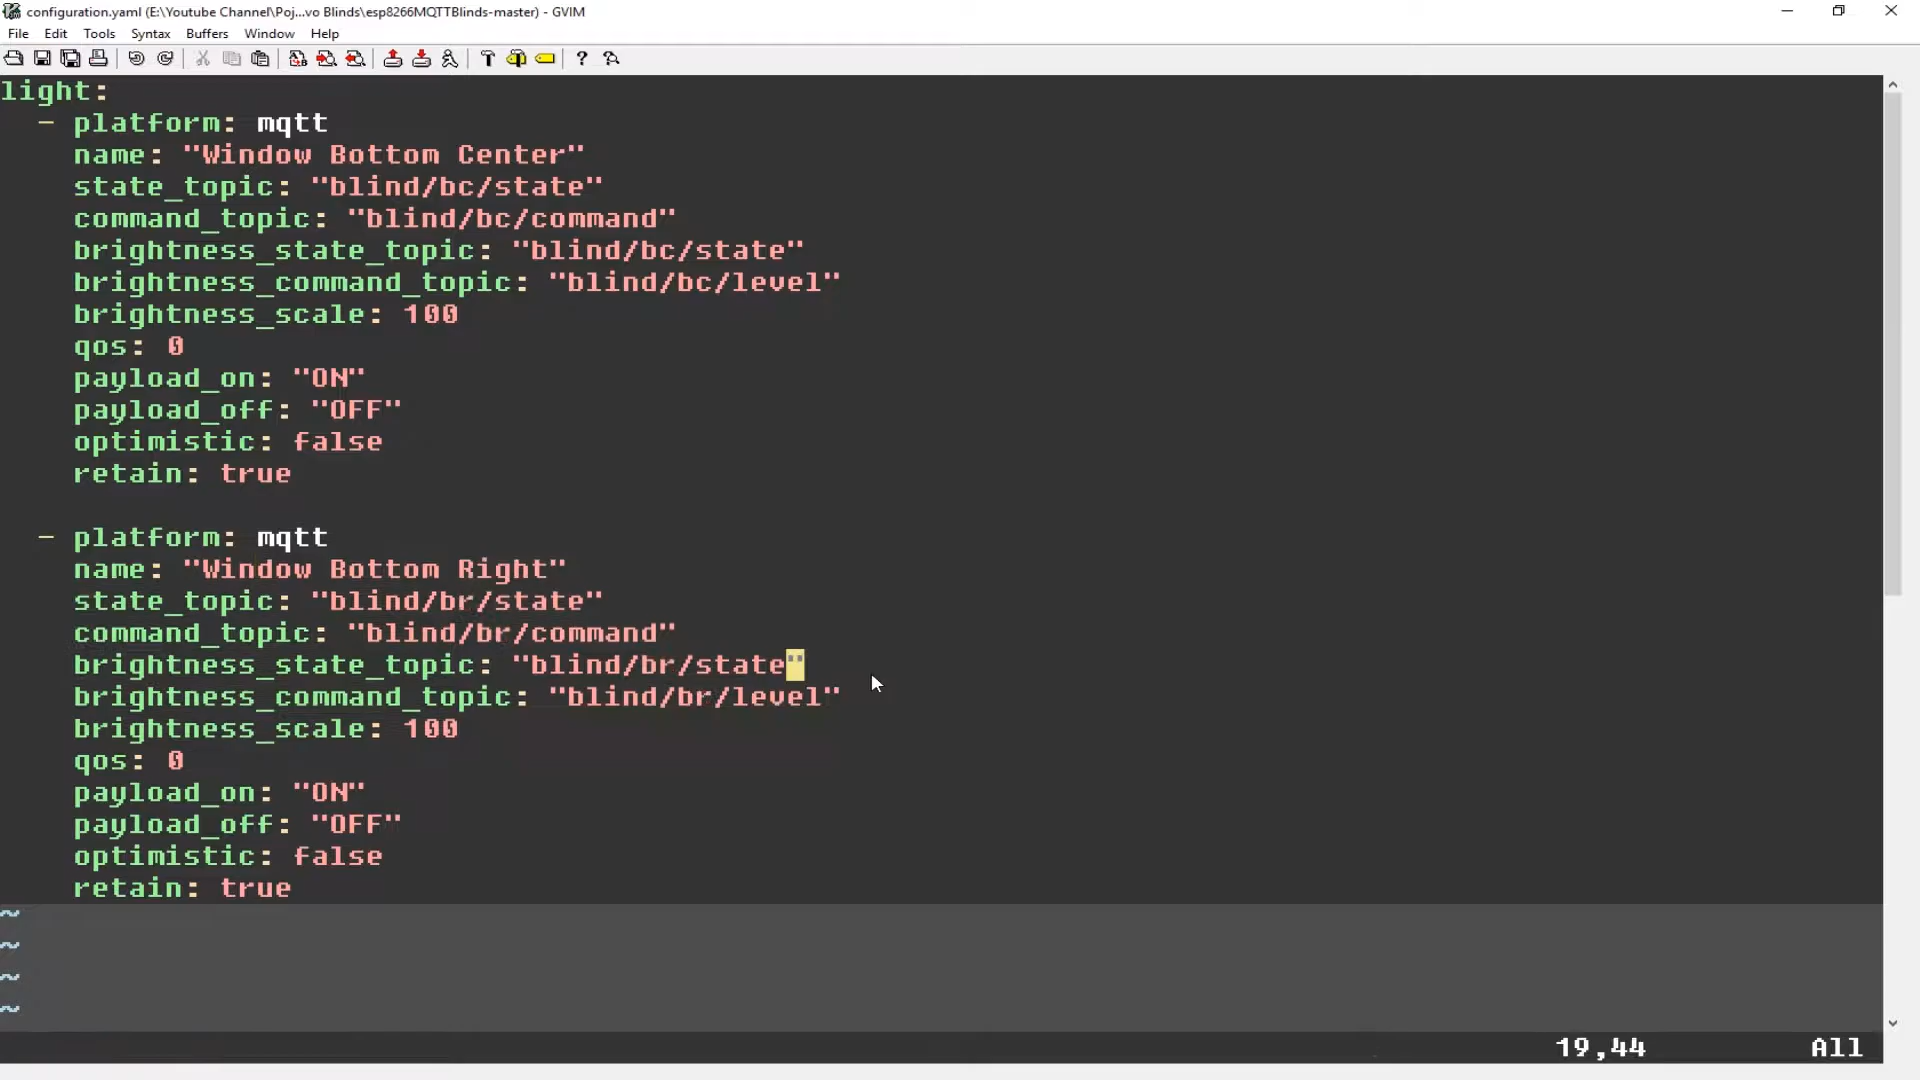 configuration.yaml (E:\Youtube Channel\Poj...vo Blinds\esp8266MQTTBlinds-master) - GVIM
File Edit Tools Syntax Buffers Window Help
light:
  - platform: mqtt
    name: "Window Bottom Center"
    state_topic: "blind/bc/state"
    command_topic: "blind/bc/command"
    brightness_state_topic: "blind/bc/state"
    brightness_command_topic: "blind/bc/level"
    brightness_scale: 100
    qos: 0
    payload_on: "ON"
    payload_off: "OFF"
    optimistic: false
    retain: true
  - platform: mqtt
    name: "Window Bottom Right"
    state_topic: "blind/br/state"
    command_topic: "blind/br/command"
    brightness_state_topic: "blind/br/state"
    brightness_command_topic: "blind/br/level"
    brightness_scale: 100
    qos: 0
    payload_on: "ON"
    payload_off: "OFF"
    optimistic: false
    retain: true
~
~
~
~
19,44 All